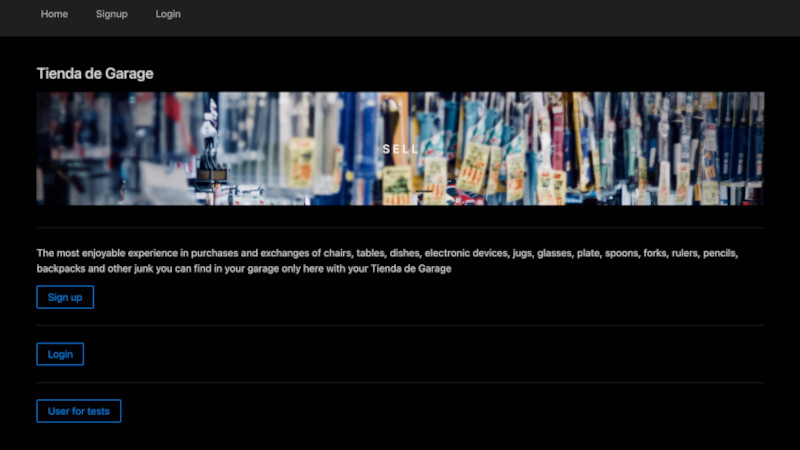 Home Signup Login
Tienda de Garage
SELL
The most enjoyable experience in purchases and exchanges of chairs, tables, dishes, electronic devices, jugs, glasses, plate, spoons, forks, rulers, pencils,
backpacks and other junk you can find in your garage only here with your Tienda de Garage
Sign up
Login
User for tests